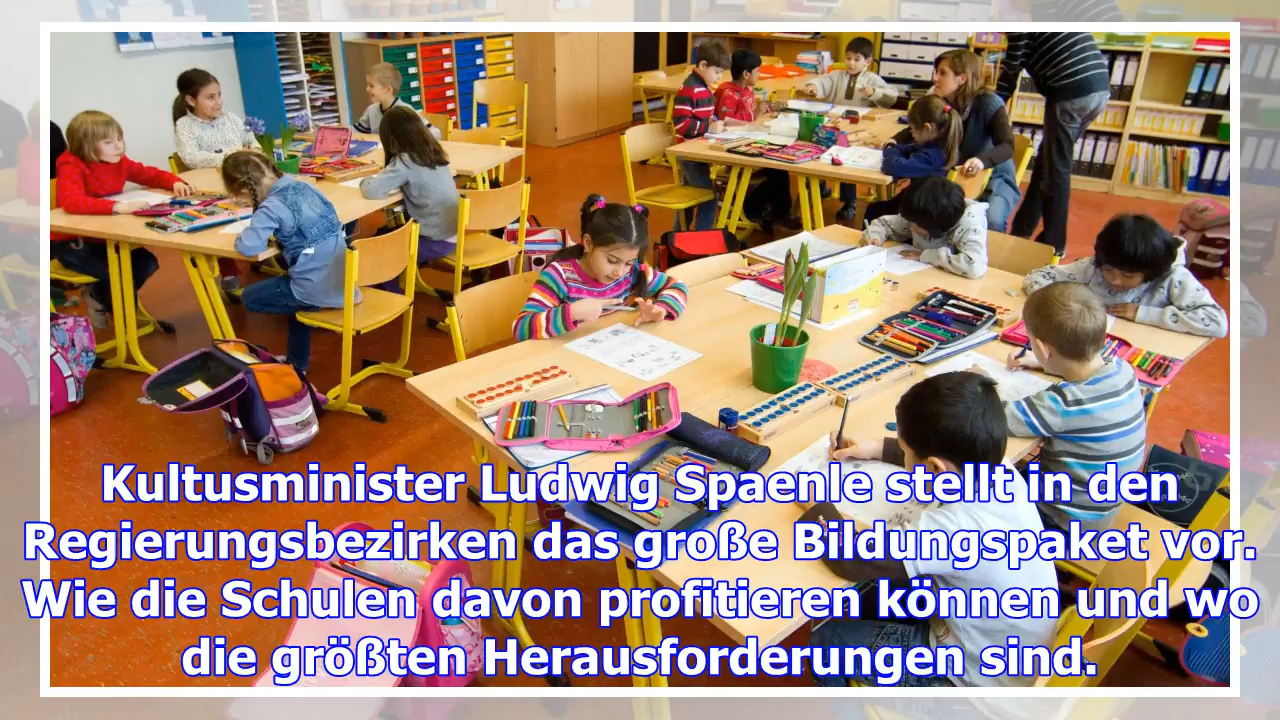 Kultusminister Ludwig Spaenle stellt in den
Regierungsbezirken das große Bildungspaket vor.
Wie die Schulen davon profitieren können und wo
die größten Herausforderungen sind.